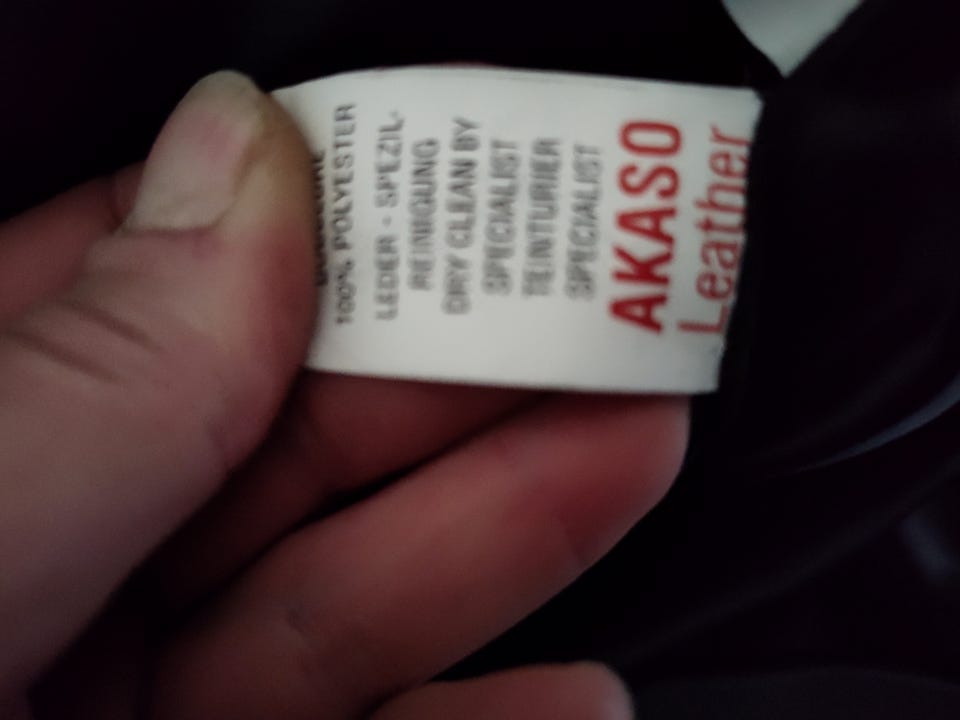 100% POLYESTER
LEDER - SPEZIL-
REINIGUNG
DRY CLEAN BY
SPECIALIST
TEINTURIER
SPECIALIST
AKASO
Leather